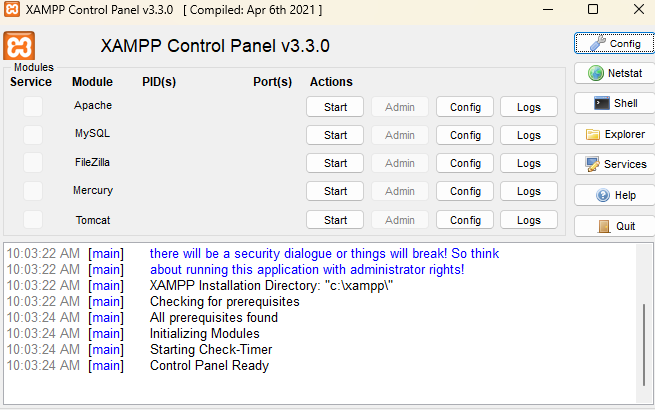 XAMPP Control Panel v3.3.0 [ Compiled: Apr 6th 2021 ]
XAMPP Control Panel v3.3.0
Config
Modules
Service Module PID(s) Port(s) Actions
Netstat
Apache Start Admin Config Logs
Shell
MySQL Start Admin Config Logs
Explorer
FileZilla Start Admin Config Logs
Services
Mercury Start Admin Config Logs
Help
Tomcat Start Admin Config Logs
Quit
10:03:22 AM [main] there will be a security dialogue or things will break! So think
10:03:22 AM [main] about running this application with administrator rights!
10:03:22 AM [main] XAMPP Installation Directory: "c:\xampp\"
10:03:22 AM [main] Checking for prerequisites
10:03:24 AM [main] All prerequisites found
10:03:24 AM [main] Initializing Modules
10:03:24 AM [main] Starting Check-Timer
10:03:24 AM [main] Control Panel Ready